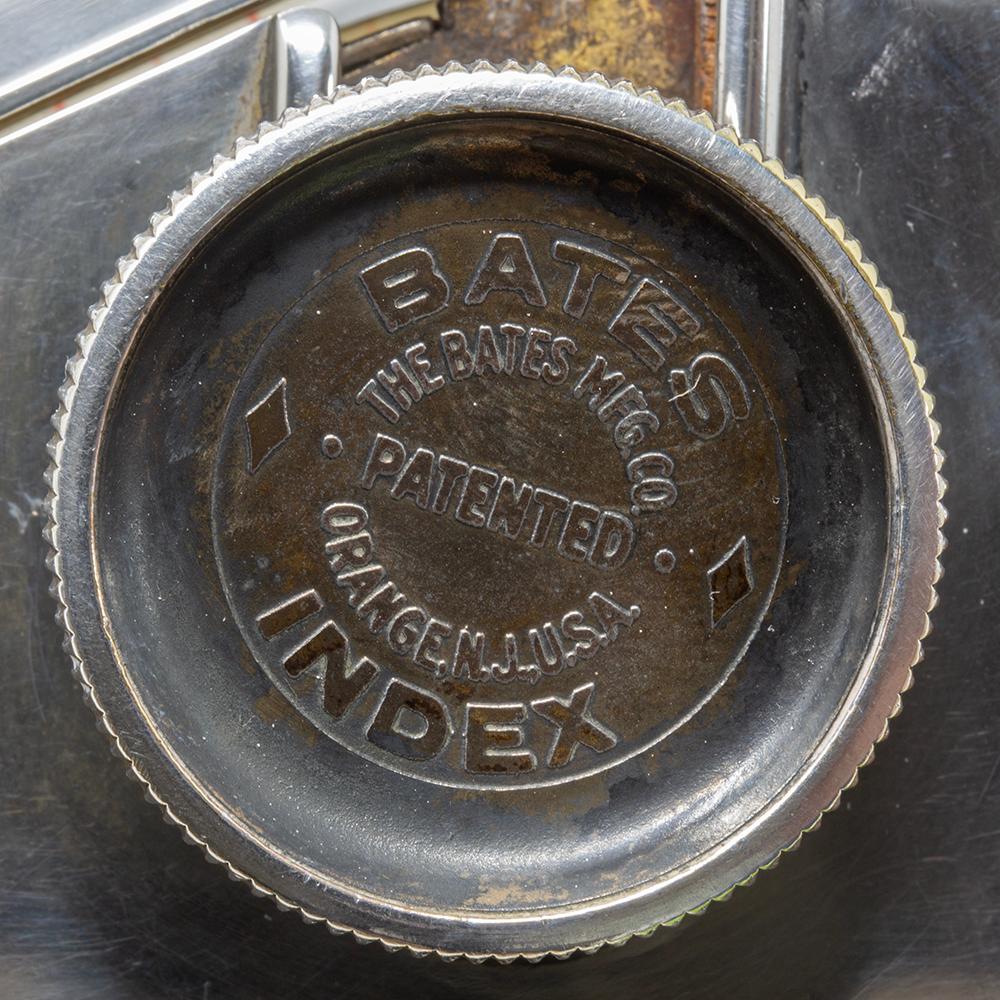 BATES
THE BATES MFG. CO.
PATENTED
ORANGE, N.J., U.S.A.
INDEX